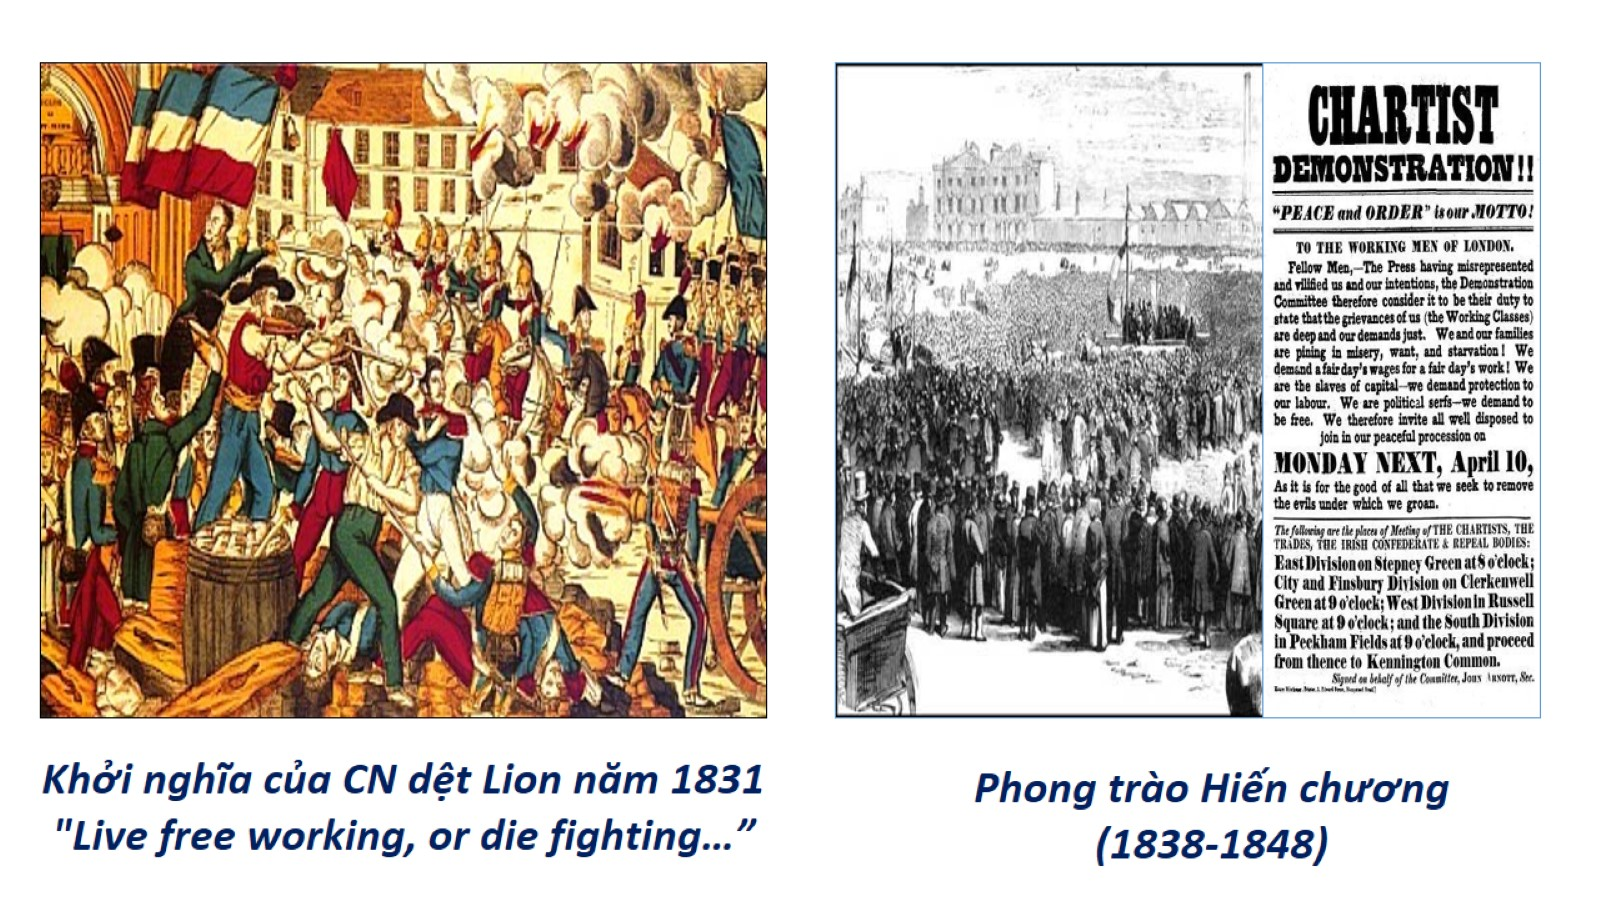 Khởi nghĩa của CN dệt Lion năm 1831
"Live free working, or die fighting...”
CHARTIST
DEMONSTRATION!!
"PEACE and ORDER" is our MOTTO!
TO THE WORKING MEN OF LONDON.
Fellow Men,—The Press having misrepresented
and vilified us and our intentions, the Demonstration
Committee therefore consider it to be their duty to
state that the grievances of us (the Working Classes)
are deep and our demands just. We and our families
are pining in misery, want, and starvation! We
demand a fair day's wages for a fair day's work! We
are the slaves of capital—we demand protection to
our labour. We are political serfs—we demand to
be free. We therefore invite all well disposed to
join in our peaceful procession on
MONDAY NEXT, April 10,
As it is for the good of all that we seek to remove
the evils under which we groan.
The following are the places of Meeting of THE CHARTISTS, THE
TRADES, THE IRISH CONFEDERATE & REPEAL BODIES:
East Division on Stepney Green at 8 o'clock;
City and Finsbury Division on Clerkenwell
Green at 9 o'clock; West Division in Russell
Square at 9 o'clock; and the South Division
in Peckham Fields at 9 o'clock, and proceed
from thence to Kennington Common.
Signed on behalf of the Committee, JOHN ARNOTT, Sec.
Phong trào Hiến chương
(1838-1848)